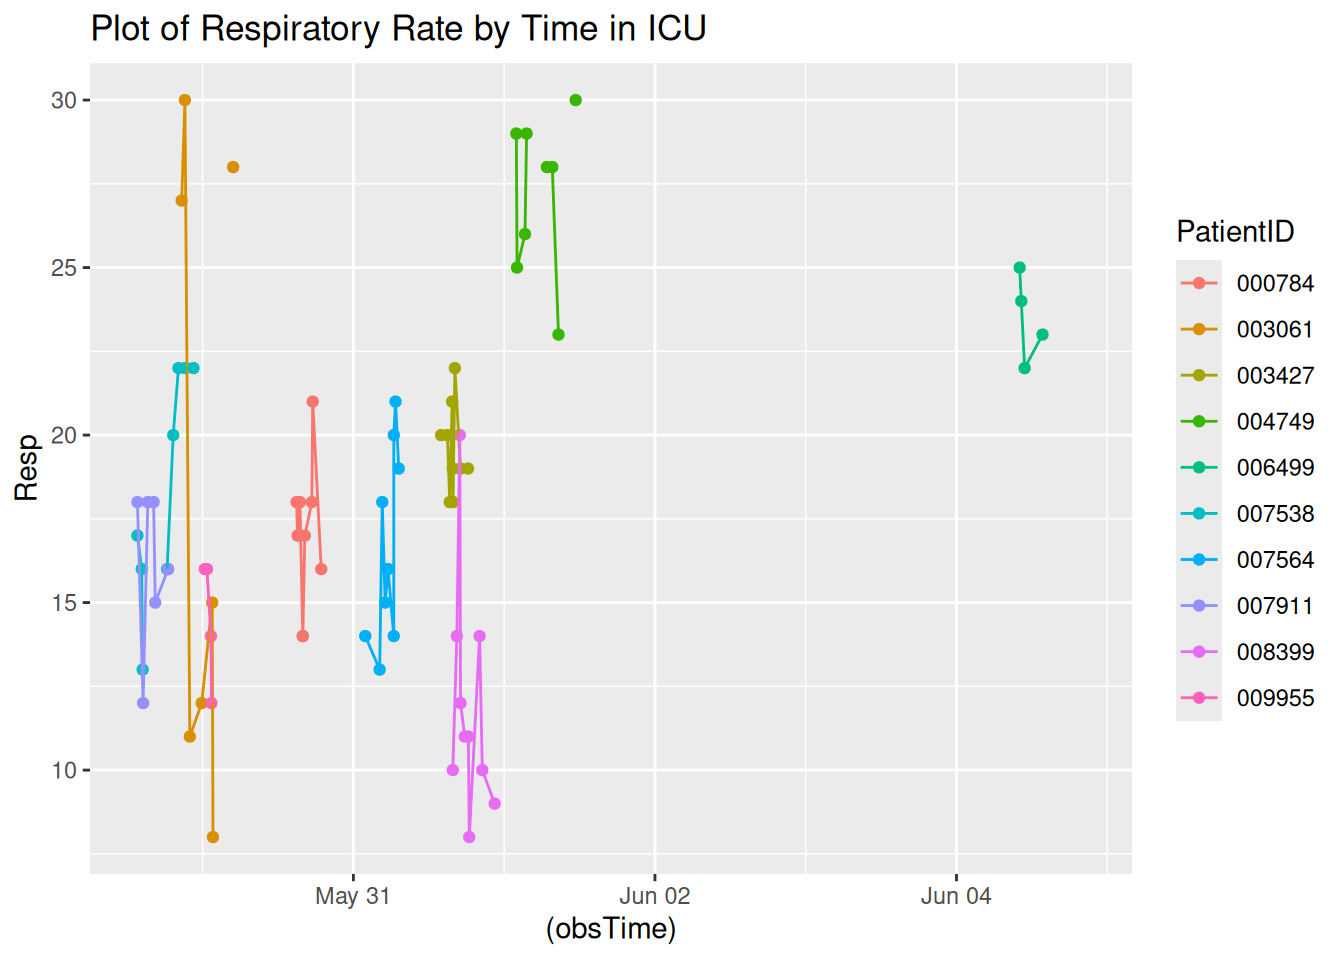 Plot of Respiratory Rate by Time in ICU
30
25
20
15
10
Resp
May 31
Jun 02
Jun 04
(obsTime)
PatientID
000784
003061
003427
004749
006499
007538
007564
007911
008399
009955